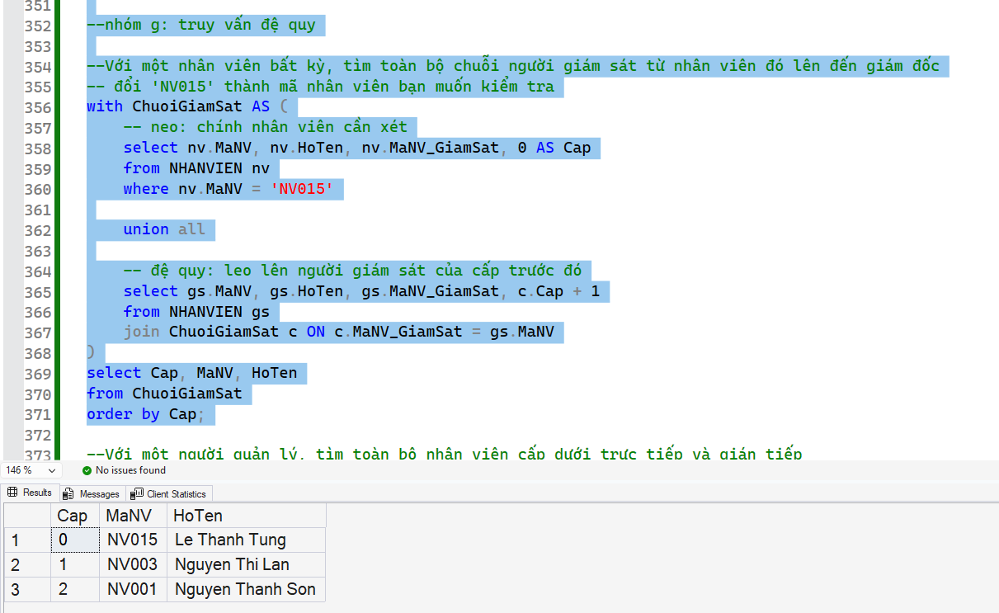 351
352 --nhóm g: truy vấn đệ quy
353
354 --Với một nhân viên bất kỳ, tìm toàn bộ chuỗi người giám sát từ nhân viên đó lên đến giám đốc
355 -- đổi 'NV015' thành mã nhân viên bạn muốn kiểm tra
356 with ChuoiGiamSat AS (
357 -- neo: chính nhân viên cần xét
358 select nv.MaNV, nv.HoTen, nv.MaNV_GiamSat, 0 AS Cap
359 from NHANVIEN nv
360 where nv.MaNV = 'NV015'
361
362 union all
363
364 -- đệ quy: leo lên người giám sát của cấp trước đó
365 select gs.MaNV, gs.HoTen, gs.MaNV_GiamSat, c.Cap + 1
366 from NHANVIEN gs
367 join ChuoiGiamSat c ON c.MaNV_GiamSat = gs.MaNV
368 )
369 select Cap, MaNV, HoTen
370 from ChuoiGiamSat
371 order by Cap;
372
373 --Với một người quản lý, tìm toàn bộ nhân viên cấp dưới trực tiếp và gián tiếp
146 % No issues found
Results Messages Client Statistics
Cap MaNV HoTen
1 0 NV015 Le Thanh Tung
2 1 NV003 Nguyen Thi Lan
3 2 NV001 Nguyen Thanh Son